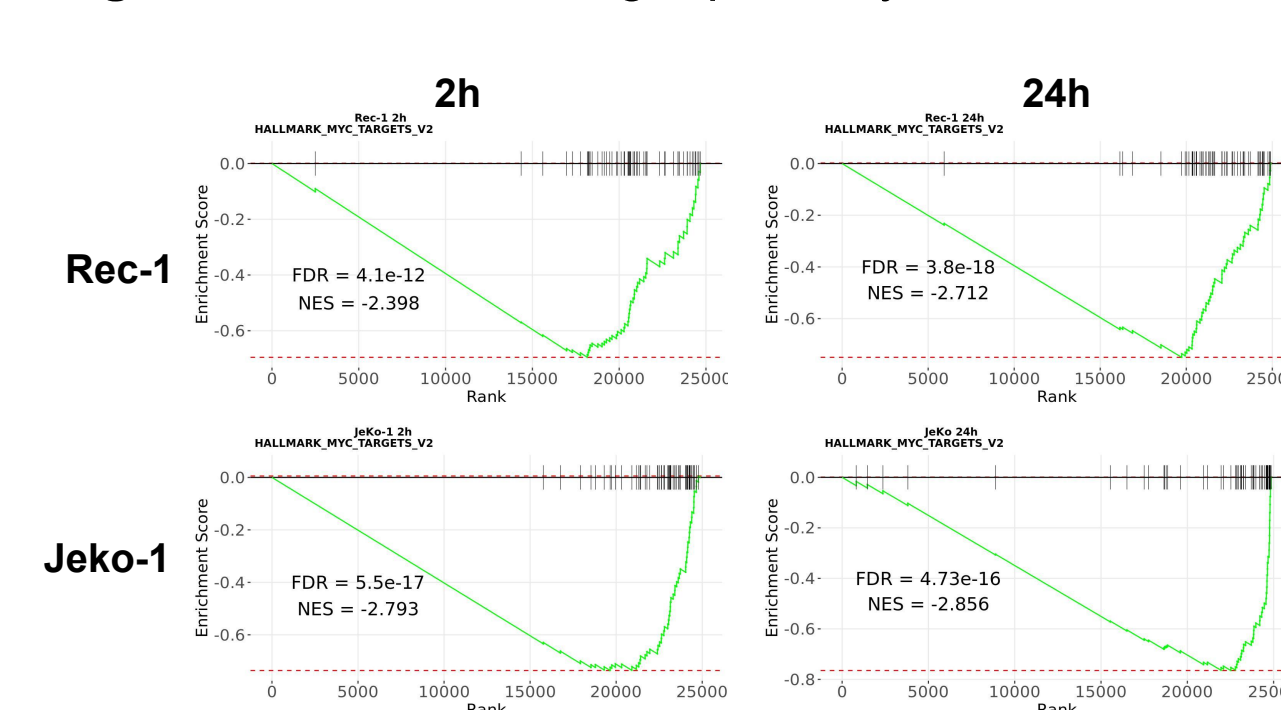 2h
24h
Rec-1
Jeko-1
Rec-1 2h
HALLMARK_MYC_TARGETS_V2
Enrichment Score
0.0
-0.2
-0.4
-0.6
FDR = 4.1e-12
NES = -2.398
0 5000 10000 15000 20000
Rank
Rec-1 24h
HALLMARK_MYC_TARGETS_V2
Enrichment Score
0.0
-0.2
-0.4
-0.6
FDR = 3.8e-18
NES = -2.712
0 5000 10000 15000 20000
Rank
JeKo-1 2h
HALLMARK_MYC_TARGETS_V2
Enrichment Score
0.0
-0.2
-0.4
-0.6
FDR = 5.5e-17
NES = -2.793
0 5000 10000 15000 20000 25000
Rank
JeKo 24h
HALLMARK_MYC_TARGETS_V2
Enrichment Score
0.0
-0.2
-0.4
-0.6
-0.8
FDR = 4.73e-16
NES = -2.856
0 5000 10000 15000 20000
Rank